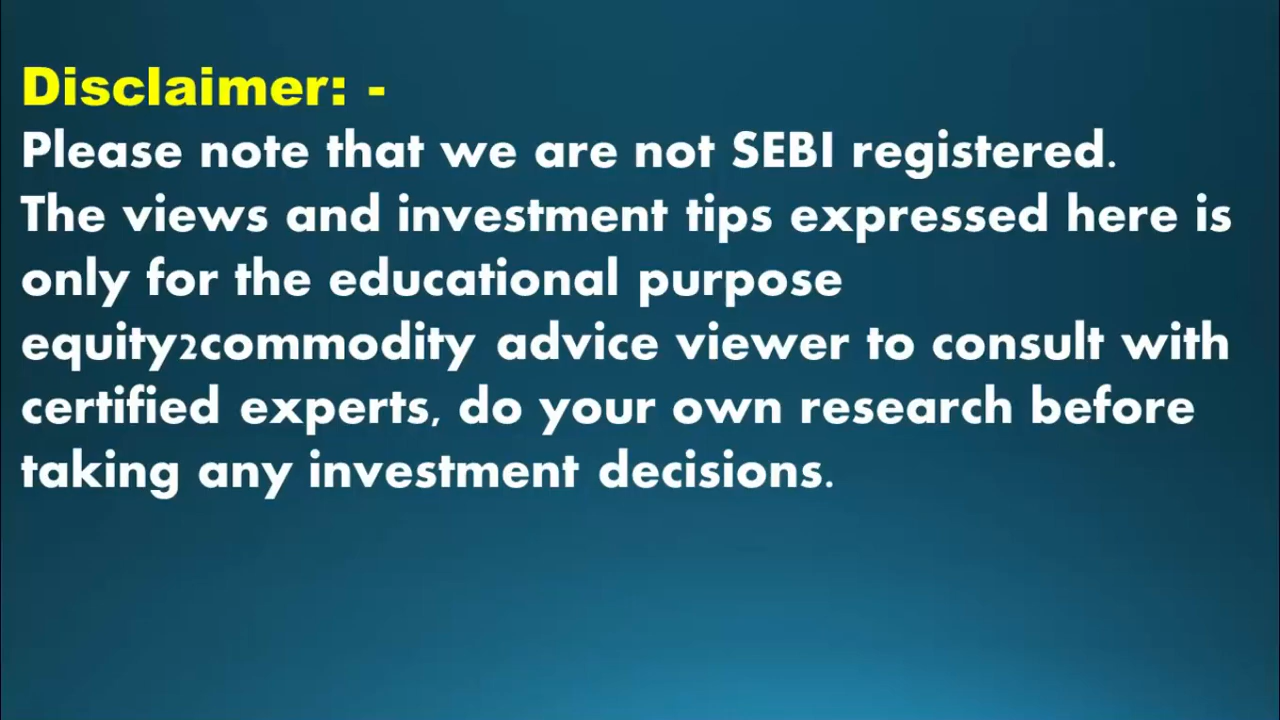 Disclaimer: -
Please note that we are not SEBI registered.
The views and investment tips expressed here is
only for the educational purpose
equity2commodity advice viewer to consult with
certified experts, do your own research before
taking any investment decisions.